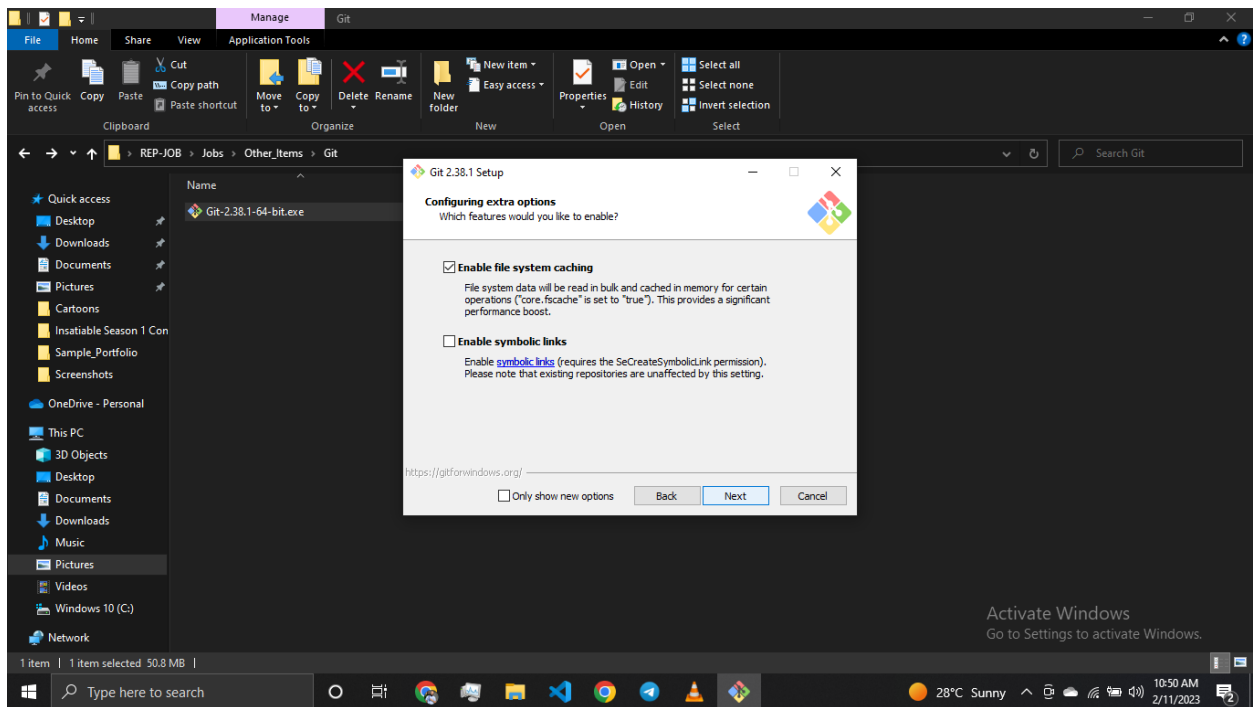 Manage
Git
File
Home
Share
View
Application Tools
Pin to Quick access
Copy
Paste
Cut
Copy path
Paste shortcut
Move to
Copy to
Delete
Rename
New folder
New item
Easy access
Properties
Open
Edit
History
Select all
Select none
Invert selection
Clipboard
Organize
New
Open
Select
REP-JOB > Jobs > Other_Items > Git
Search Git
Quick access
Desktop
Downloads
Documents
Pictures
Cartoons
Insatiable Season 1 Con
Sample_Portfolio
Screenshots
OneDrive - Personal
This PC
3D Objects
Desktop
Documents
Downloads
Music
Pictures
Videos
Windows 10 (C:)
Network
Name
Git-2.38.1-64-bit.exe
Git 2.38.1 Setup
Configuring extra options
Which features would you like to enable?
Enable file system caching
File system data will be read in bulk and cached in memory for certain
operations ("core.fscache" is set to "true"). This provides a significant
performance boost.
Enable symbolic links
Enable symbolic links (requires the SeCreateSymbolicLink permission).
Please note that existing repositories are unaffected by this setting.
https://gitforwindows.org/
Only show new options
Back
Next
Cancel
Activate Windows
Go to Settings to activate Windows.
1 item
1 item selected 50.8 MB
Type here to search
28°C Sunny
10:50 AM
2/11/2023
2